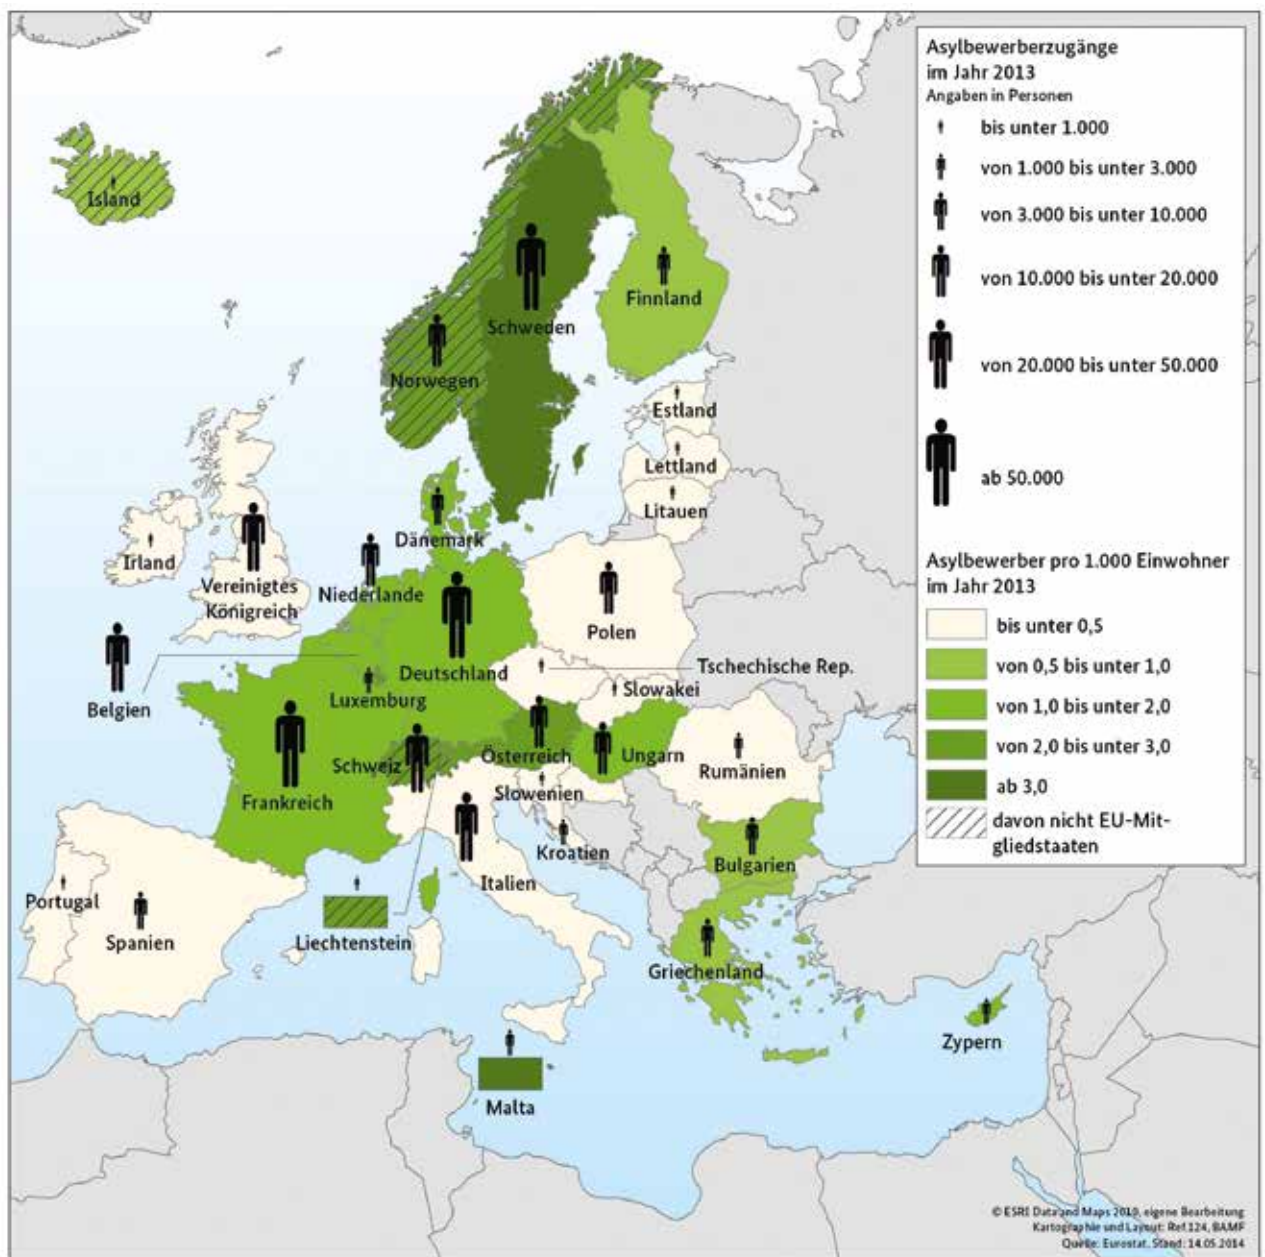 Asylbewerberzugänge
im Jahr 2013
Angaben in Personen
bis unter 1.000
von 1.000 bis unter 3.000
von 3.000 bis unter 10.000
von 10.000 bis unter 20.000
von 20.000 bis unter 50.000
ab 50.000
Asylbewerber pro 1.000 Einwohner
im Jahr 2013
bis unter 0,5
von 0,5 bis unter 1,0
von 1,0 bis unter 2,0
von 2,0 bis unter 3,0
ab 3,0
davon nicht EU-Mit-
gliedstaaten
Island
Finnland
Schweden
Norwegen
Estland
Lettland
Litauen
Dänemark
Irland
Vereinigtes
Königreich
Niederlande
Polen
Deutschland
Tschechische Rep.
Belgien
Luxemburg
Slowakei
Österreich
Ungarn
Schweiz
Rumänien
Frankreich
Slowenien
Kroatien
Bulgarien
Italien
Portugal
Spanien
Liechtenstein
Griechenland
Zypern
Malta
© ESRI Data and Maps 2010, eigene Bearbeitung
Kartographie und Layout: Ref.124, BAMF
Quelle: Eurostat, Stand: 14.05.2014